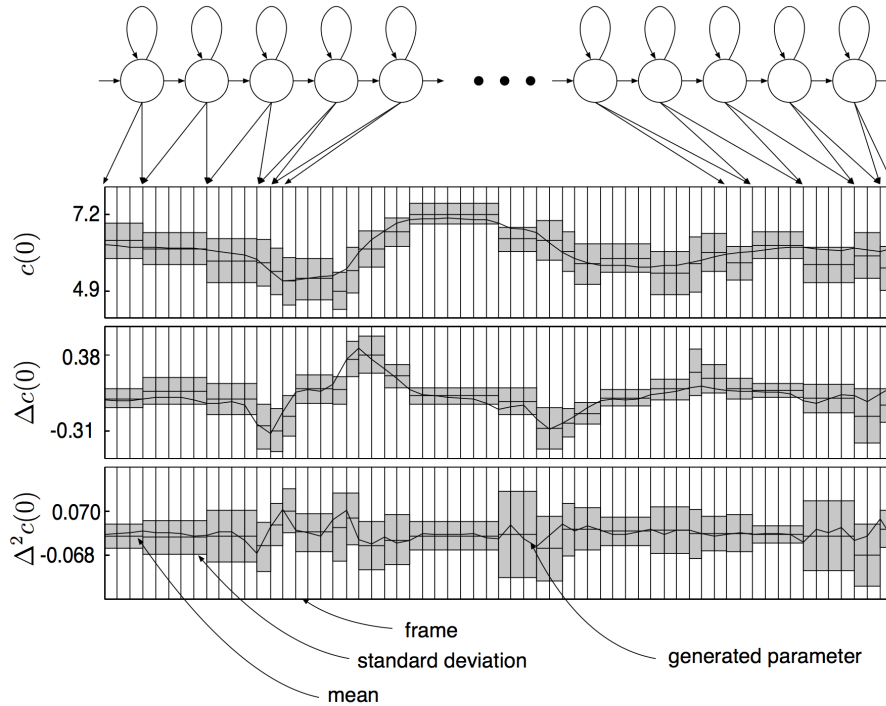 7.2
c(0)
4.9
0.38
Δc(0)
-0.31
0.070
Δ²c(0)
-0.068
frame
standard deviation
generated parameter
mean